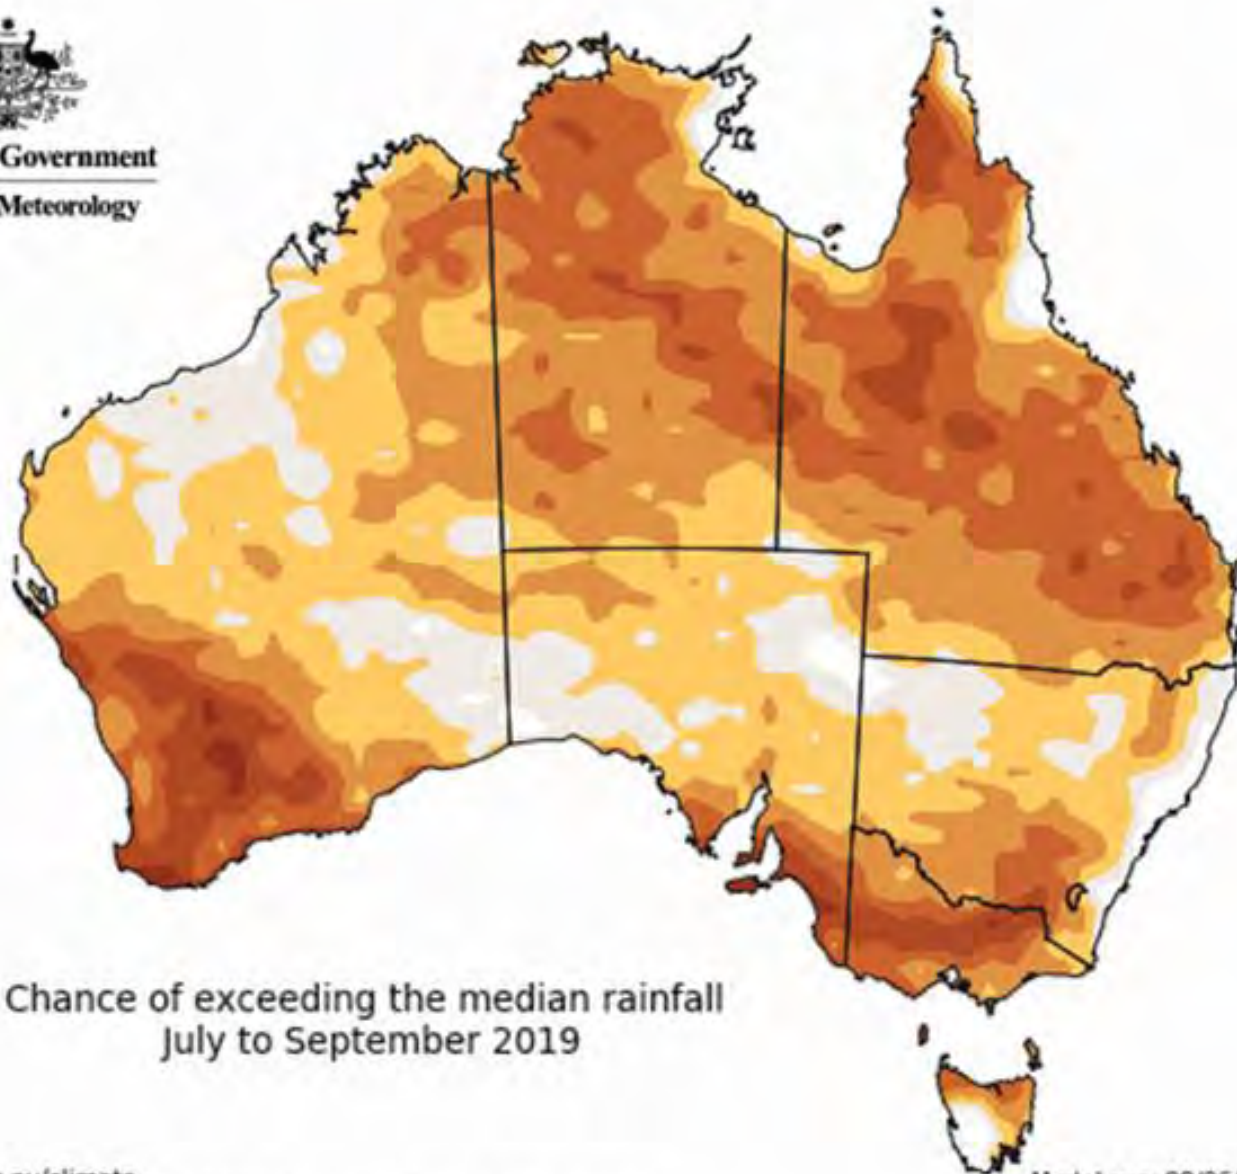 Government
Meteorology
Chance of exceeding the median rainfall
July to September 2019